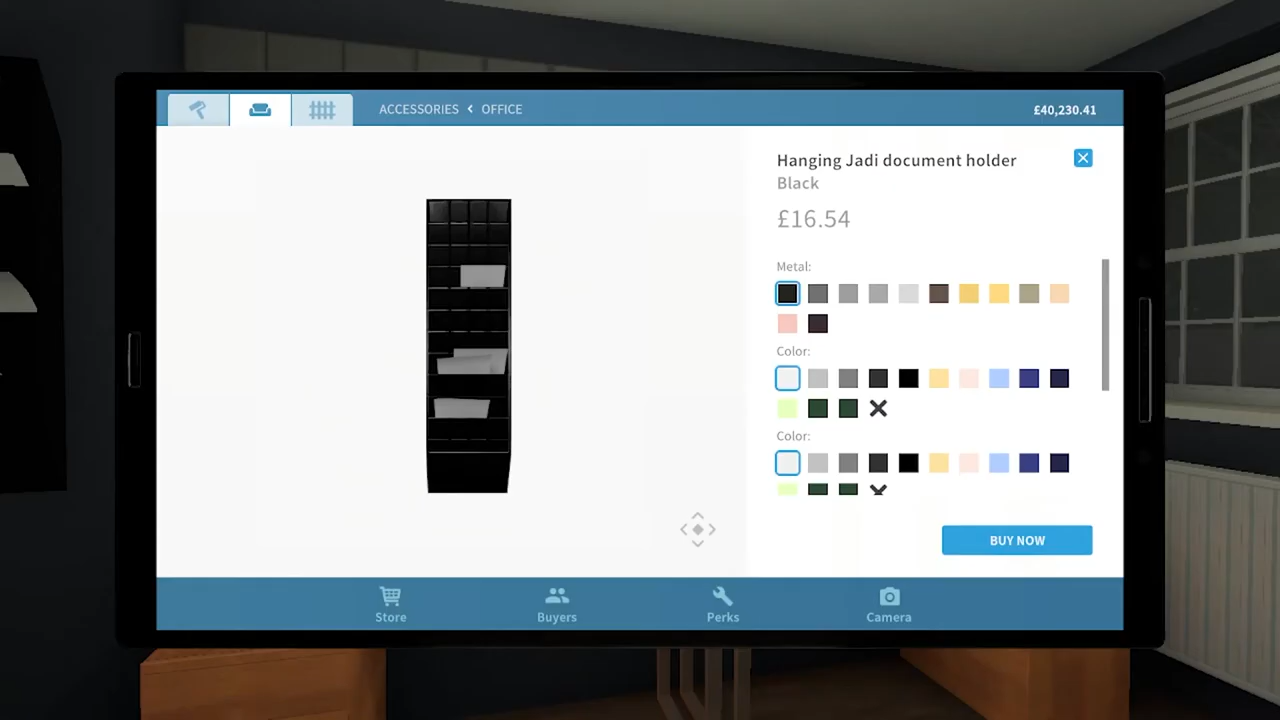 ACCESSORIES < OFFICE
£40,230.41
Hanging Jadi document holder
Black
£16.54
Metal:
Color:
Color:
BUY NOW
Store
Buyers
Perks
Camera